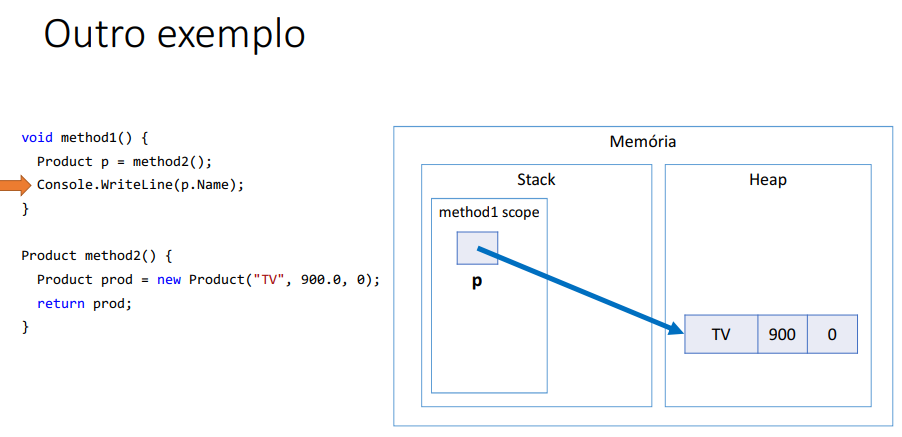 Outro exemplo
void method1() {
Product p = method2();
Console.WriteLine(p.Name);
}
Product method2() {
Product prod = new Product("TV", 900.0, 0);
return prod;
}
Memória
Stack
Heap
method1 scope
p
TV 900 0